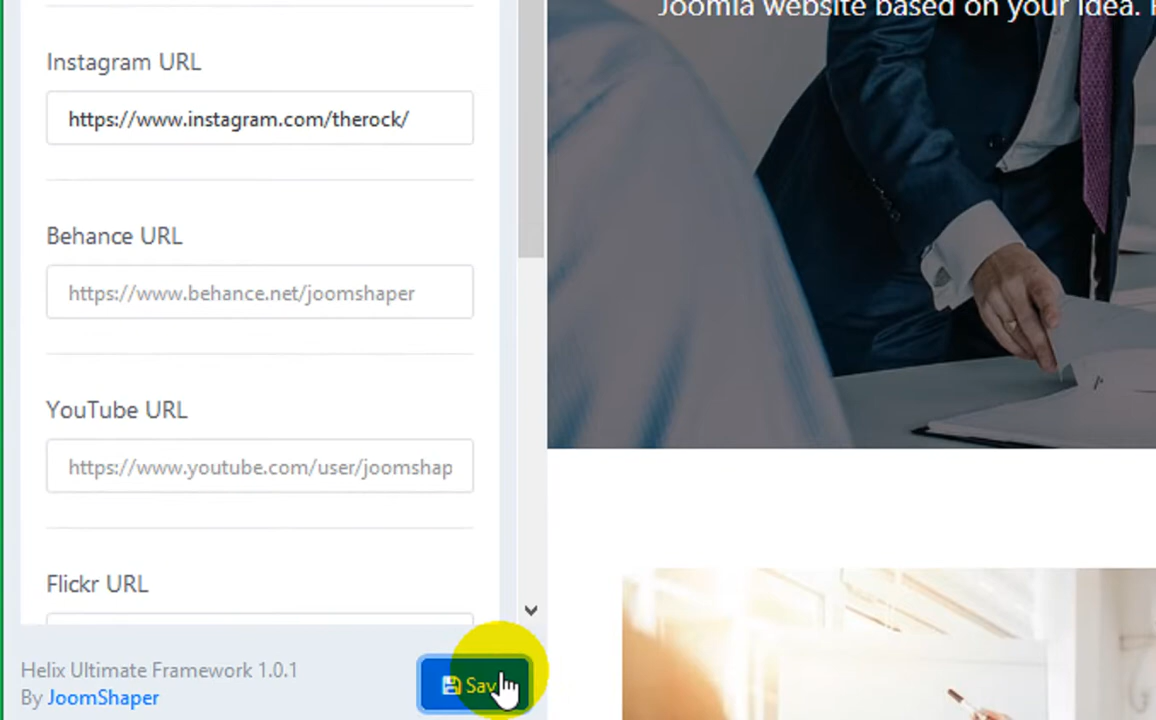 Joomla website based on your idea.
Instagram URL
https://www.instagram.com/therock/
Behance URL
https://www.behance.net/joomshaper
YouTube URL
https://www.youtube.com/user/joomshap
Flickr URL
Helix Ultimate Framework 1.0.1
By JoomShaper
Sav